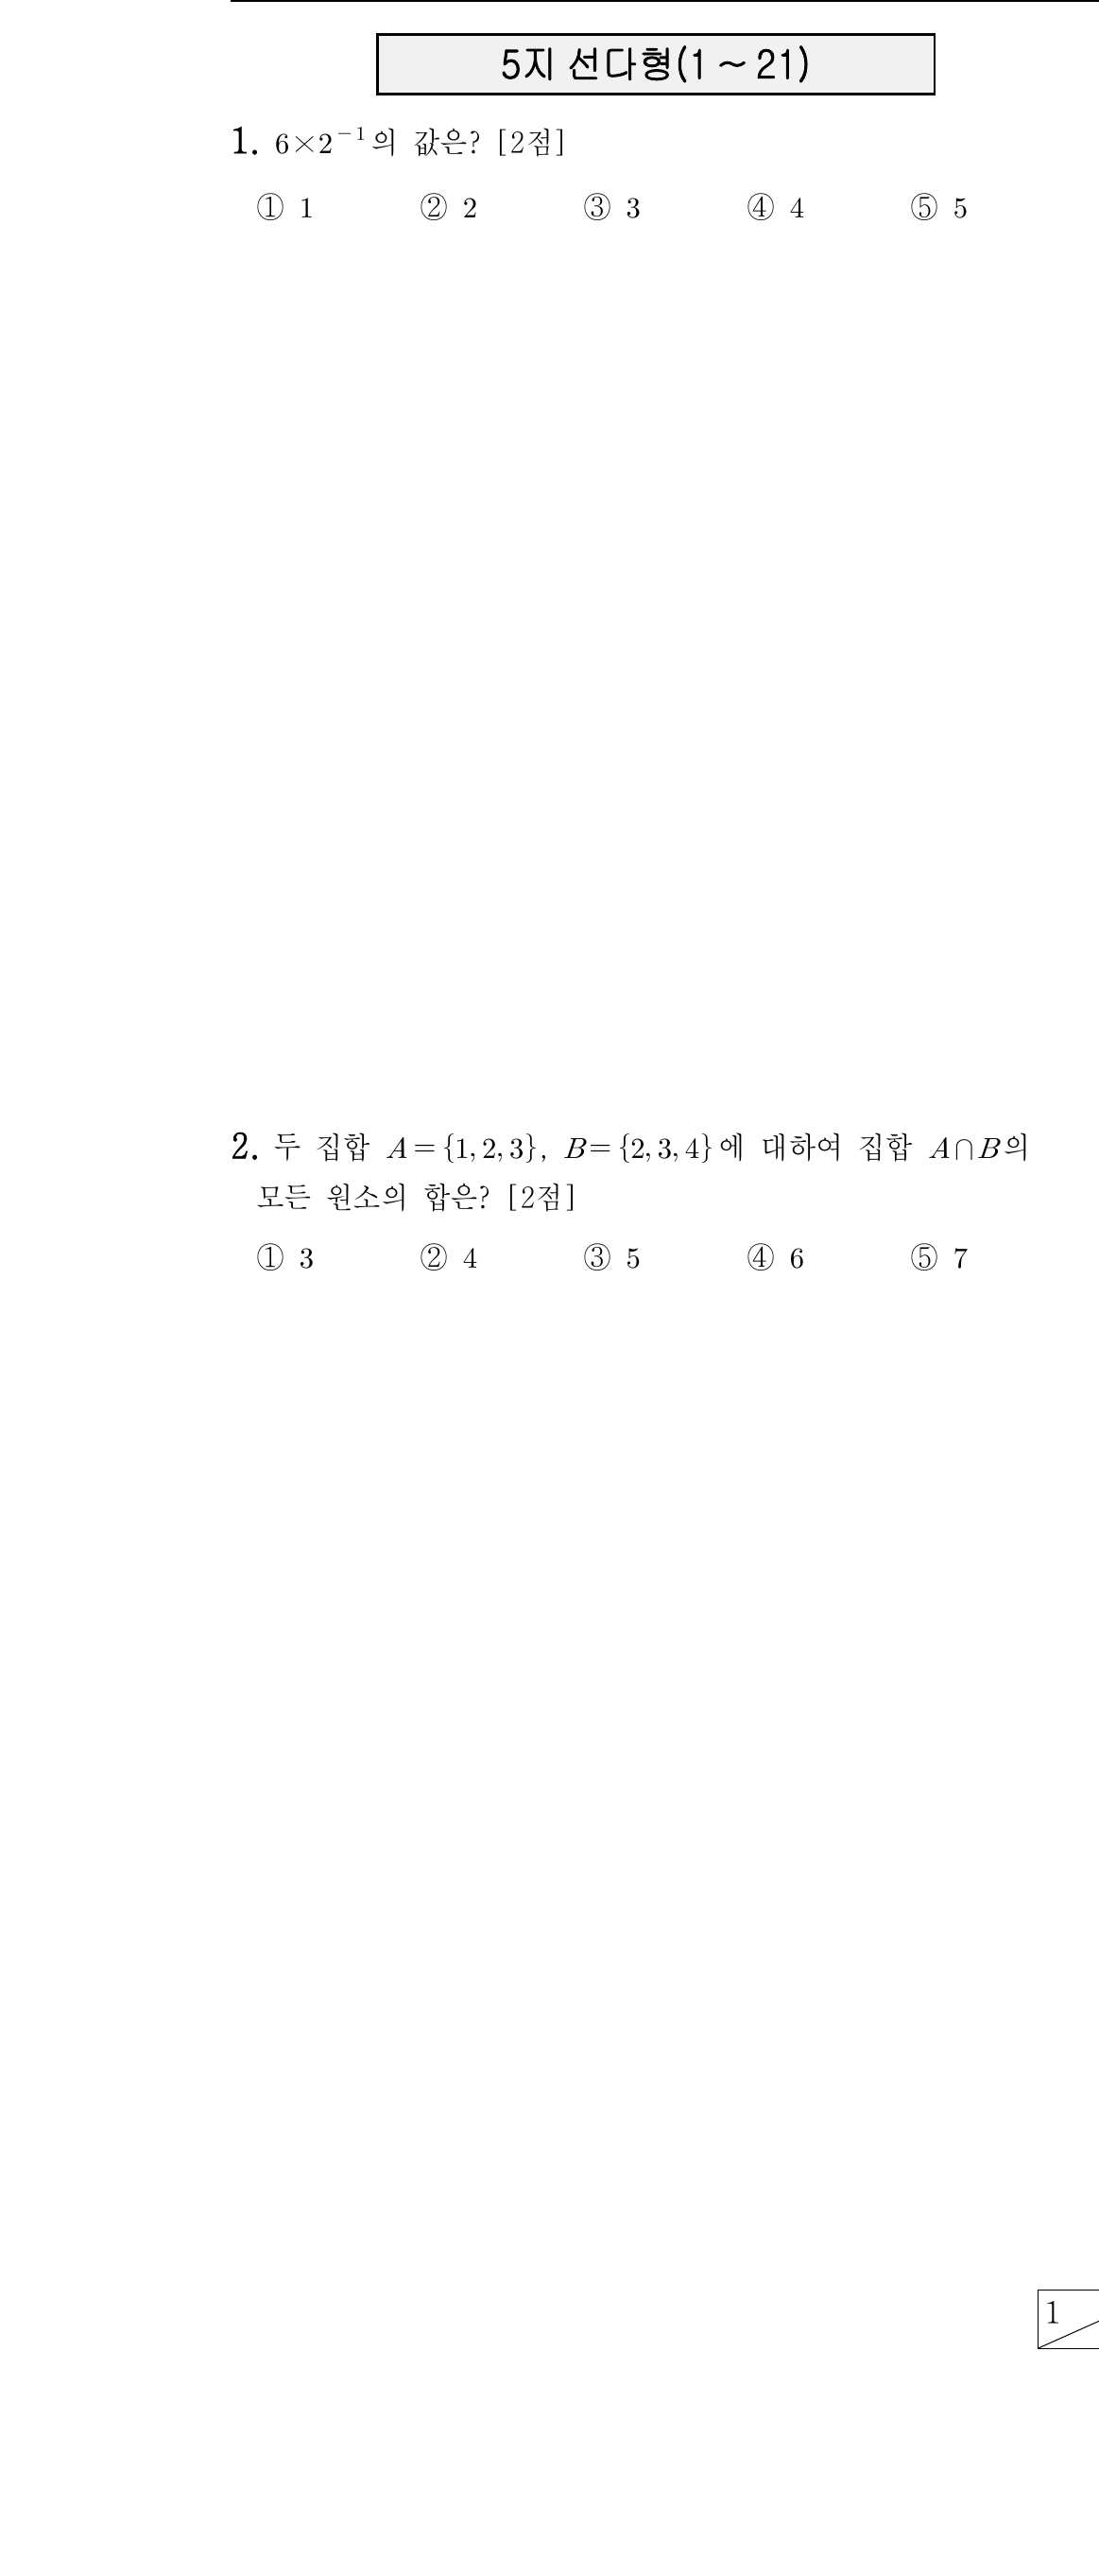 5지 선다형(1 ~ 21)
1. 6×2⁻¹의 값은? [2점]
① 1 ② 2 ③ 3 ④ 4 ⑤ 5
2. 두 집합 A={1, 2, 3}, B={2, 3, 4}에 대하여 집합 A∩B의
모든 원소의 합은? [2점]
① 3 ② 4 ③ 5 ④ 6 ⑤ 7
1